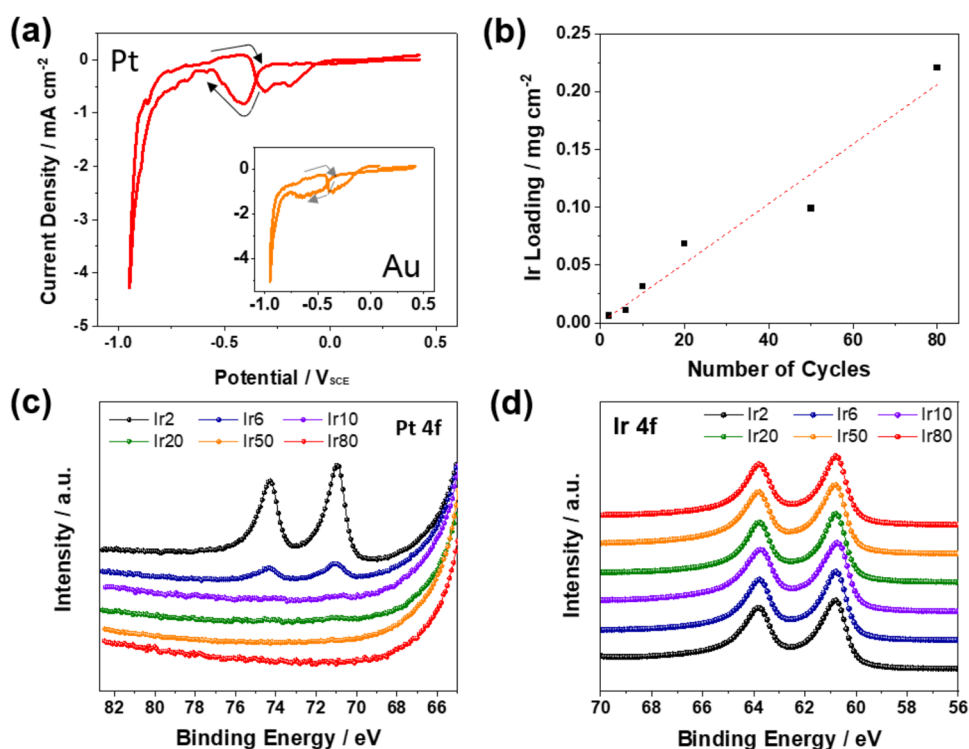 (a)
Pt
Current Density / mA cm⁻²
0
-1
-2
-3
-4
-5
-1.0 -0.5 0.0 0.5
Potential / VSCE
0
-2
-4
Au
-1.0 -0.5 0.0 0.5
(b)
Ir Loading / mg cm⁻²
0.25
0.20
0.15
0.10
0.05
0.00
0 20 40 60 80
Number of Cycles
(c)
Ir2 Ir6 Ir10
Ir20 Ir50 Ir80
Pt 4f
Intensity / a.u.
82 80 78 76 74 72 70 68 66
Binding Energy / eV
(d)
Ir 4f
Ir2 Ir6 Ir10
Ir20 Ir50 Ir80
Intensity / a.u.
70 68 66 64 62 60 58 56
Binding Energy / eV